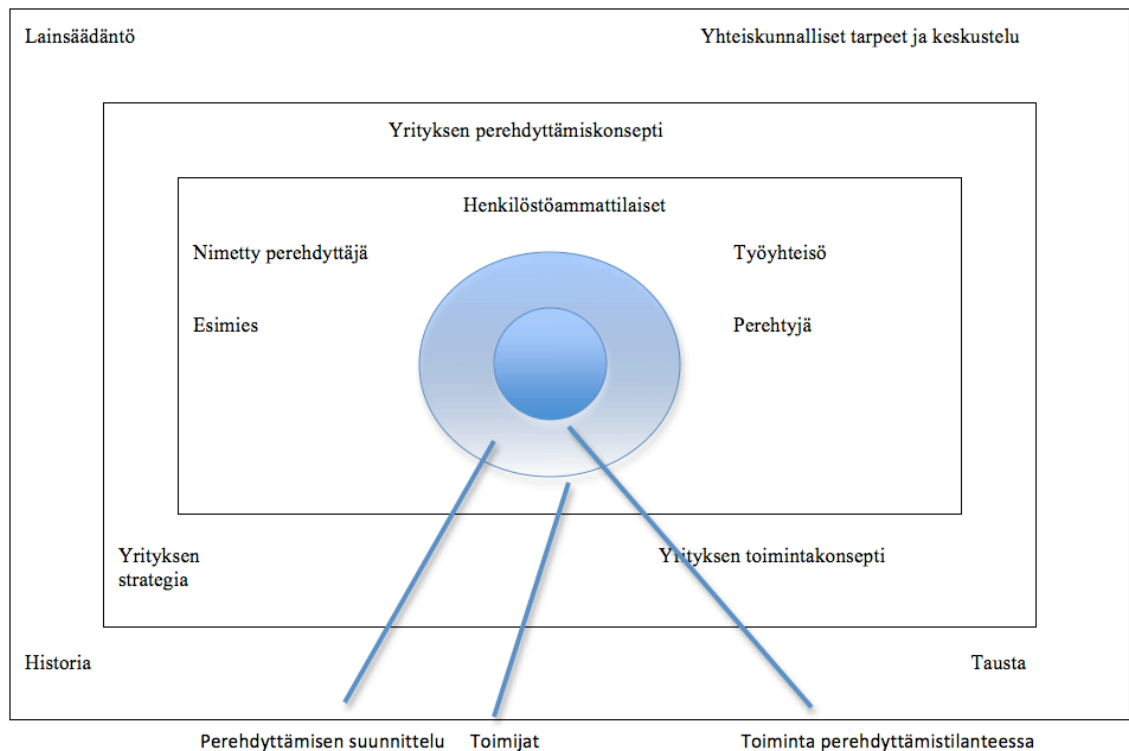 Lainsäädäntö
Yhteiskunnalliset tarpeet ja keskustelu
Yrityksen perehdyttämiskonsepti
Henkilöstöammattilaiset
Nimetty perehdyttäjä
Työyhteisö
Esimies
Perehtyjä
Yrityksen
strategia
Yrityksen toimintakonsepti
Historia
Tausta
Perehdyttämisen suunnittelu
Toimijat
Toiminta perehdyttämistilanteessa